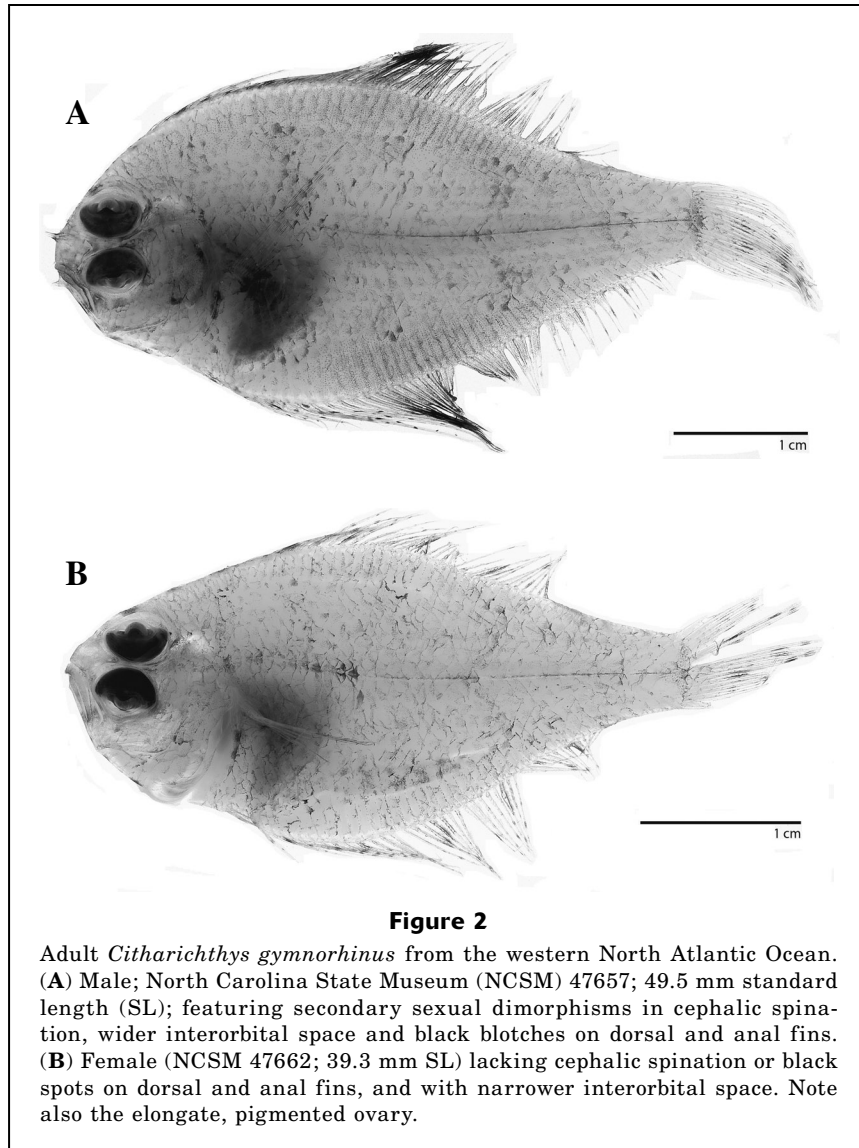 A
1 cm
B
1 cm
Figure 2
Adult Citharichthys gymnorhinus from the western North Atlantic Ocean.
(A) Male; North Carolina State Museum (NCSM) 47657; 49.5 mm standard
length (SL); featuring secondary sexual dimorphisms in cephalic spina-
tion, wider interorbital space and black blotches on dorsal and anal fins.
(B) Female (NCSM 47662; 39.3 mm SL) lacking cephalic spination or black
spots on dorsal and anal fins, and with narrower interorbital space. Note
also the elongate, pigmented ovary.